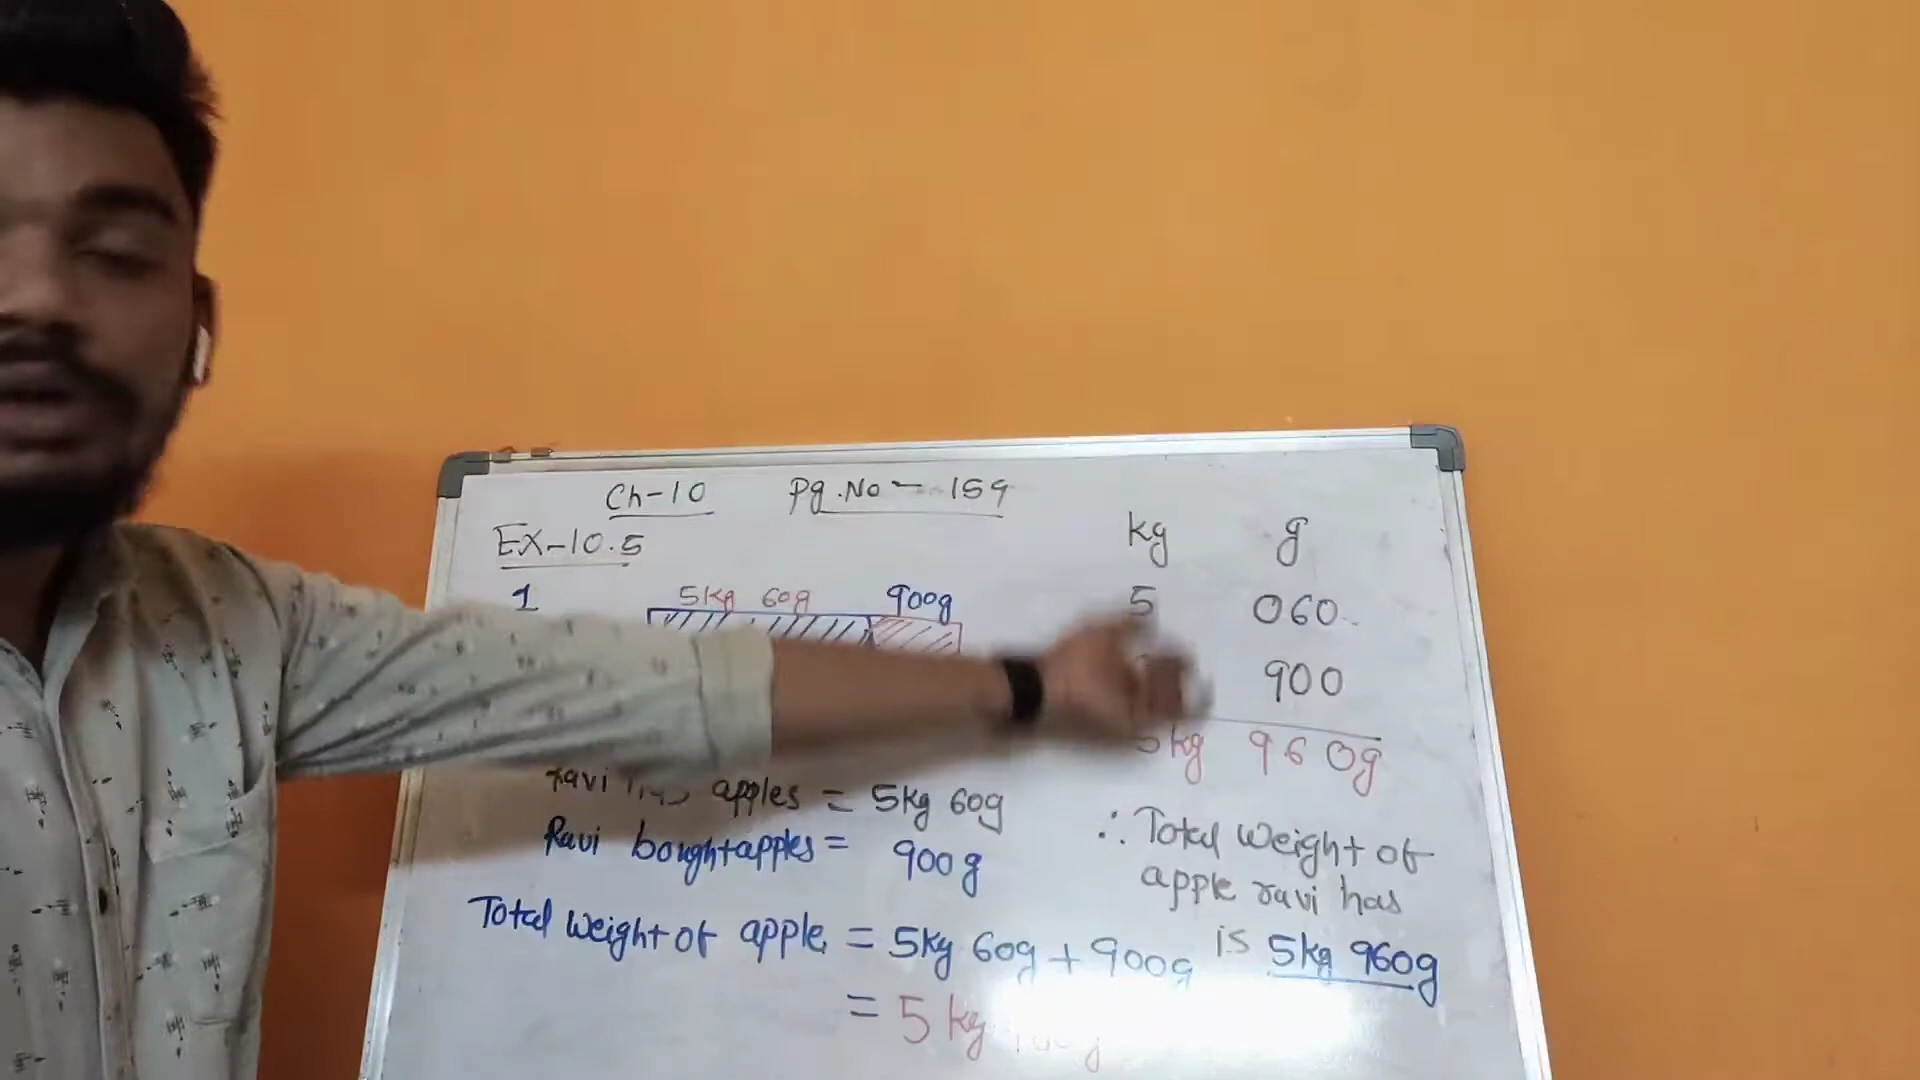 Ch-10 Pg.No - 159
EX-10.5
1
5kg 60g 900g
kg g
5 060
900
kg 960g
apples = 5kg 60g
Ravi bought apples = 900g
Total weight of apple = 5kg 60g + 900g
= 5 kg
∴ Total weight of
apple ravi has
is 5kg 960g